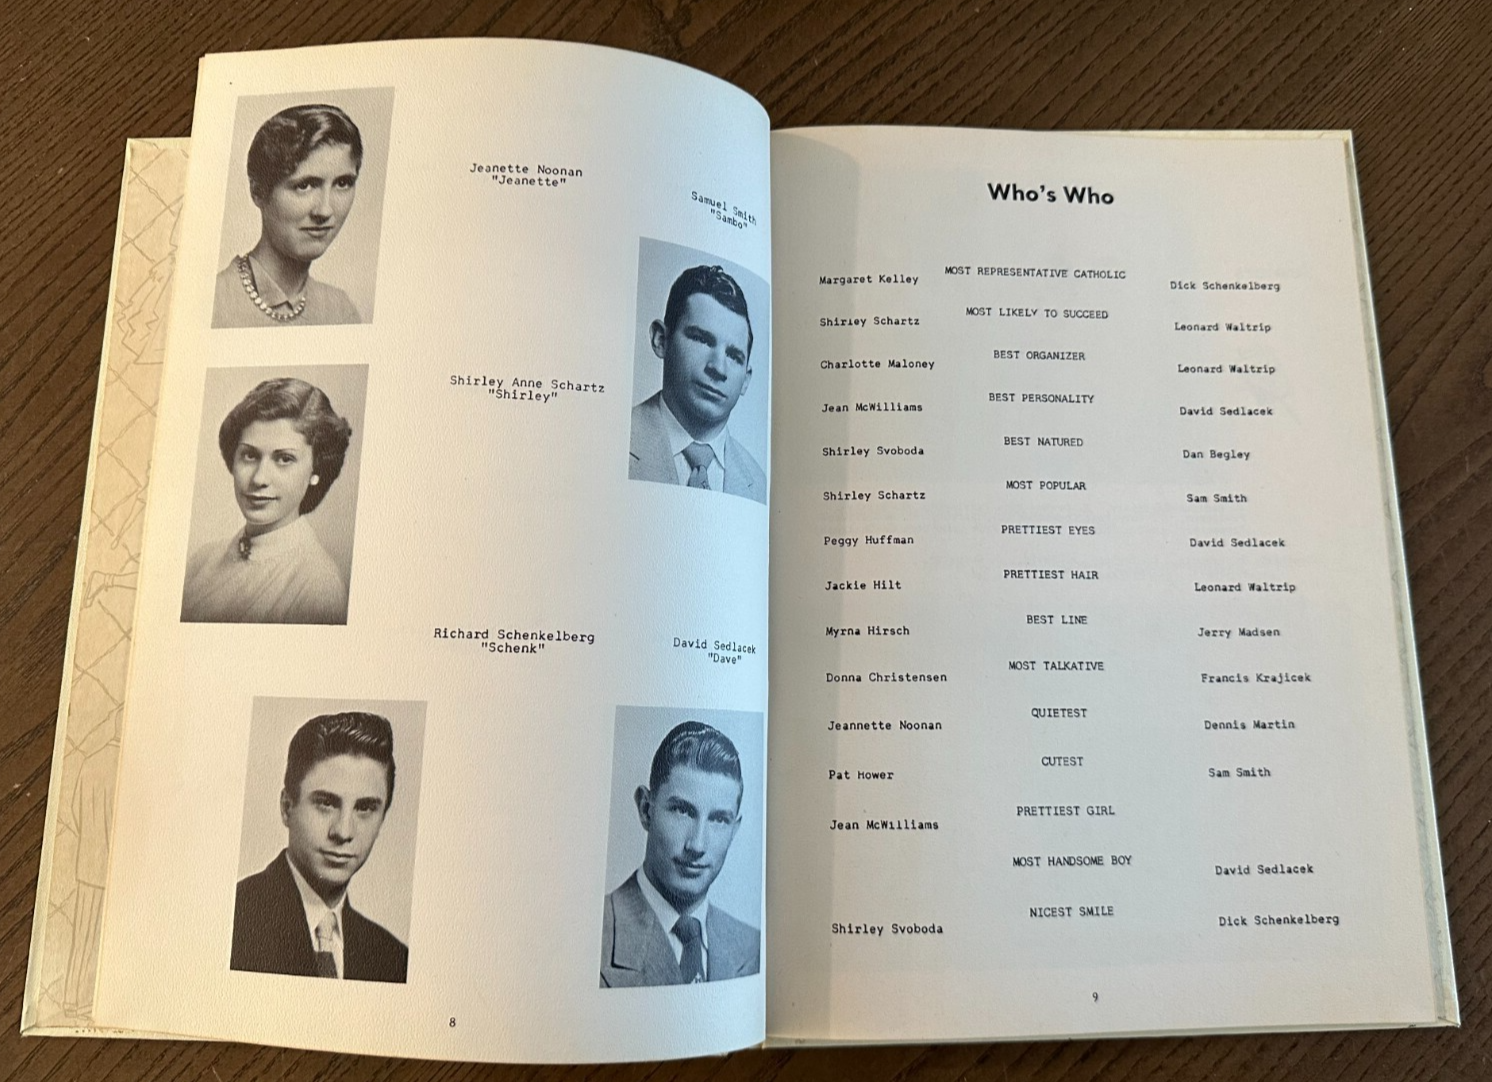 Jeanette Noonan
"Jeanette"
Samuel Smith
"Sambo"
Shirley Anne Schartz
"Shirley"
Richard Schenkelberg
"Schenk"
David Sedlacek
"Dave"
8
Who's Who
Margaret Kelley MOST REPRESENTATIVE CATHOLIC Dick Schenkelberg
Shirley Schartz MOST LIKELY TO SUCCEED Leonard Waltrip
Charlotte Maloney BEST ORGANIZER Leonard Waltrip
Jean McWilliams BEST PERSONALITY David Sedlacek
Shirley Svoboda BEST NATURED Dan Begley
Shirley Schartz MOST POPULAR Sam Smith
Peggy Huffman PRETTIEST EYES David Sedlacek
Jackie Hilt PRETTIEST HAIR Leonard Waltrip
Myrna Hirsch BEST LINE Jerry Madsen
Donna Christensen MOST TALKATIVE Francis Krajicek
Jeannette Noonan QUIETEST Dennis Martin
Pat Hower CUTEST Sam Smith
Jean McWilliams PRETTIEST GIRL
MOST HANDSOME BOY David Sedlacek
Shirley Svoboda NICEST SMILE Dick Schenkelberg
9